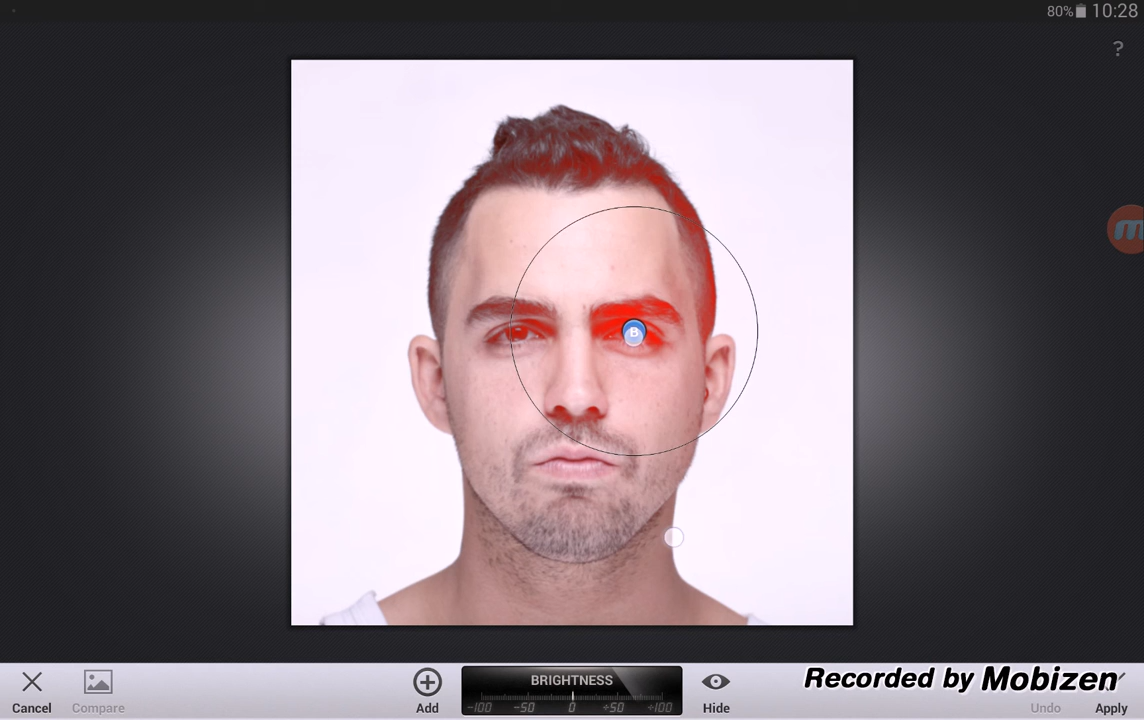 80% 10:28
?
m
B
BRIGHTNESS
-100 -50 0 +50 +100
Cancel Compare Add Hide Undo Apply
Recorded by Mobizen